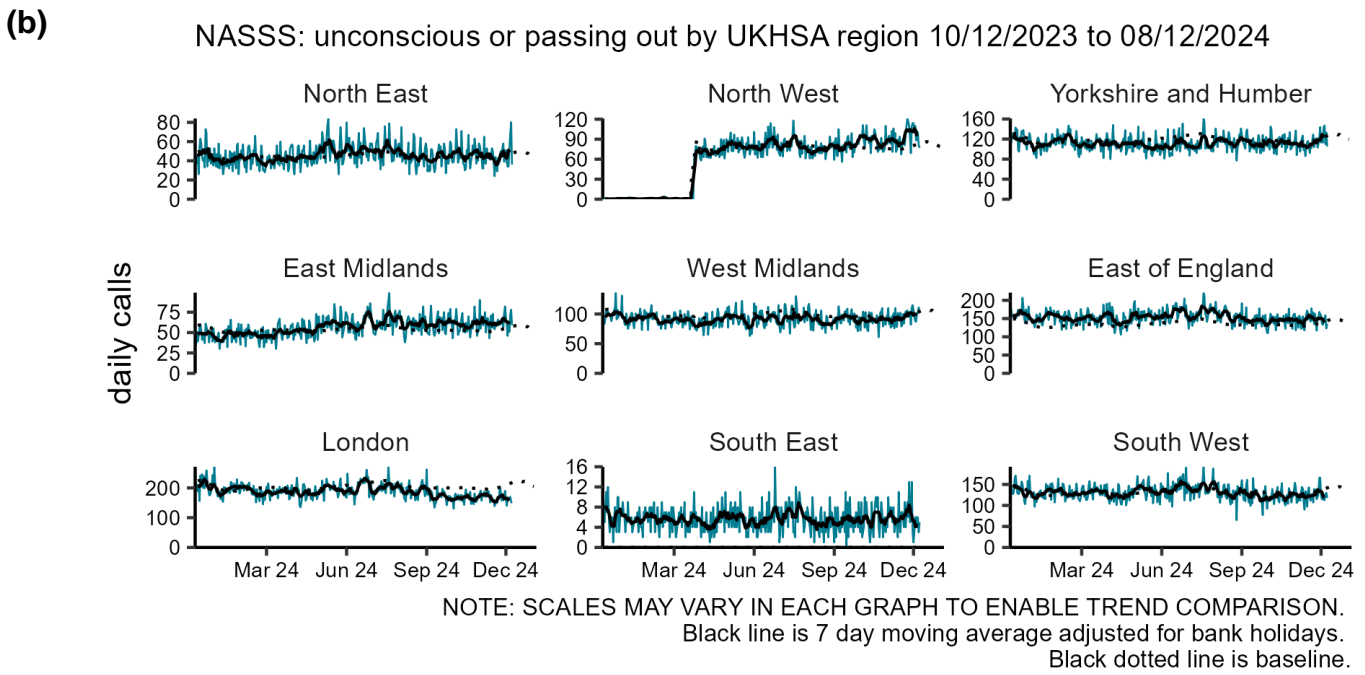 (b)
NASSS: unconscious or passing out by UKHSA region 10/12/2023 to 08/12/2024
North East
North West
Yorkshire and Humber
80
60
40
20
0
120
90
60
30
0
160
120
80
40
0
East Midlands
West Midlands
East of England
daily calls
75
50
25
0
100
50
0
200
150
100
50
0
London
South East
South West
200
100
0
16
12
8
4
0
150
100
50
0
Mar 24 Jun 24 Sep 24 Dec 24
Mar 24 Jun 24 Sep 24 Dec 24
Mar 24 Jun 24 Sep 24 Dec 24
NOTE: SCALES MAY VARY IN EACH GRAPH TO ENABLE TREND COMPARISON.
Black line is 7 day moving average adjusted for bank holidays.
Black dotted line is baseline.